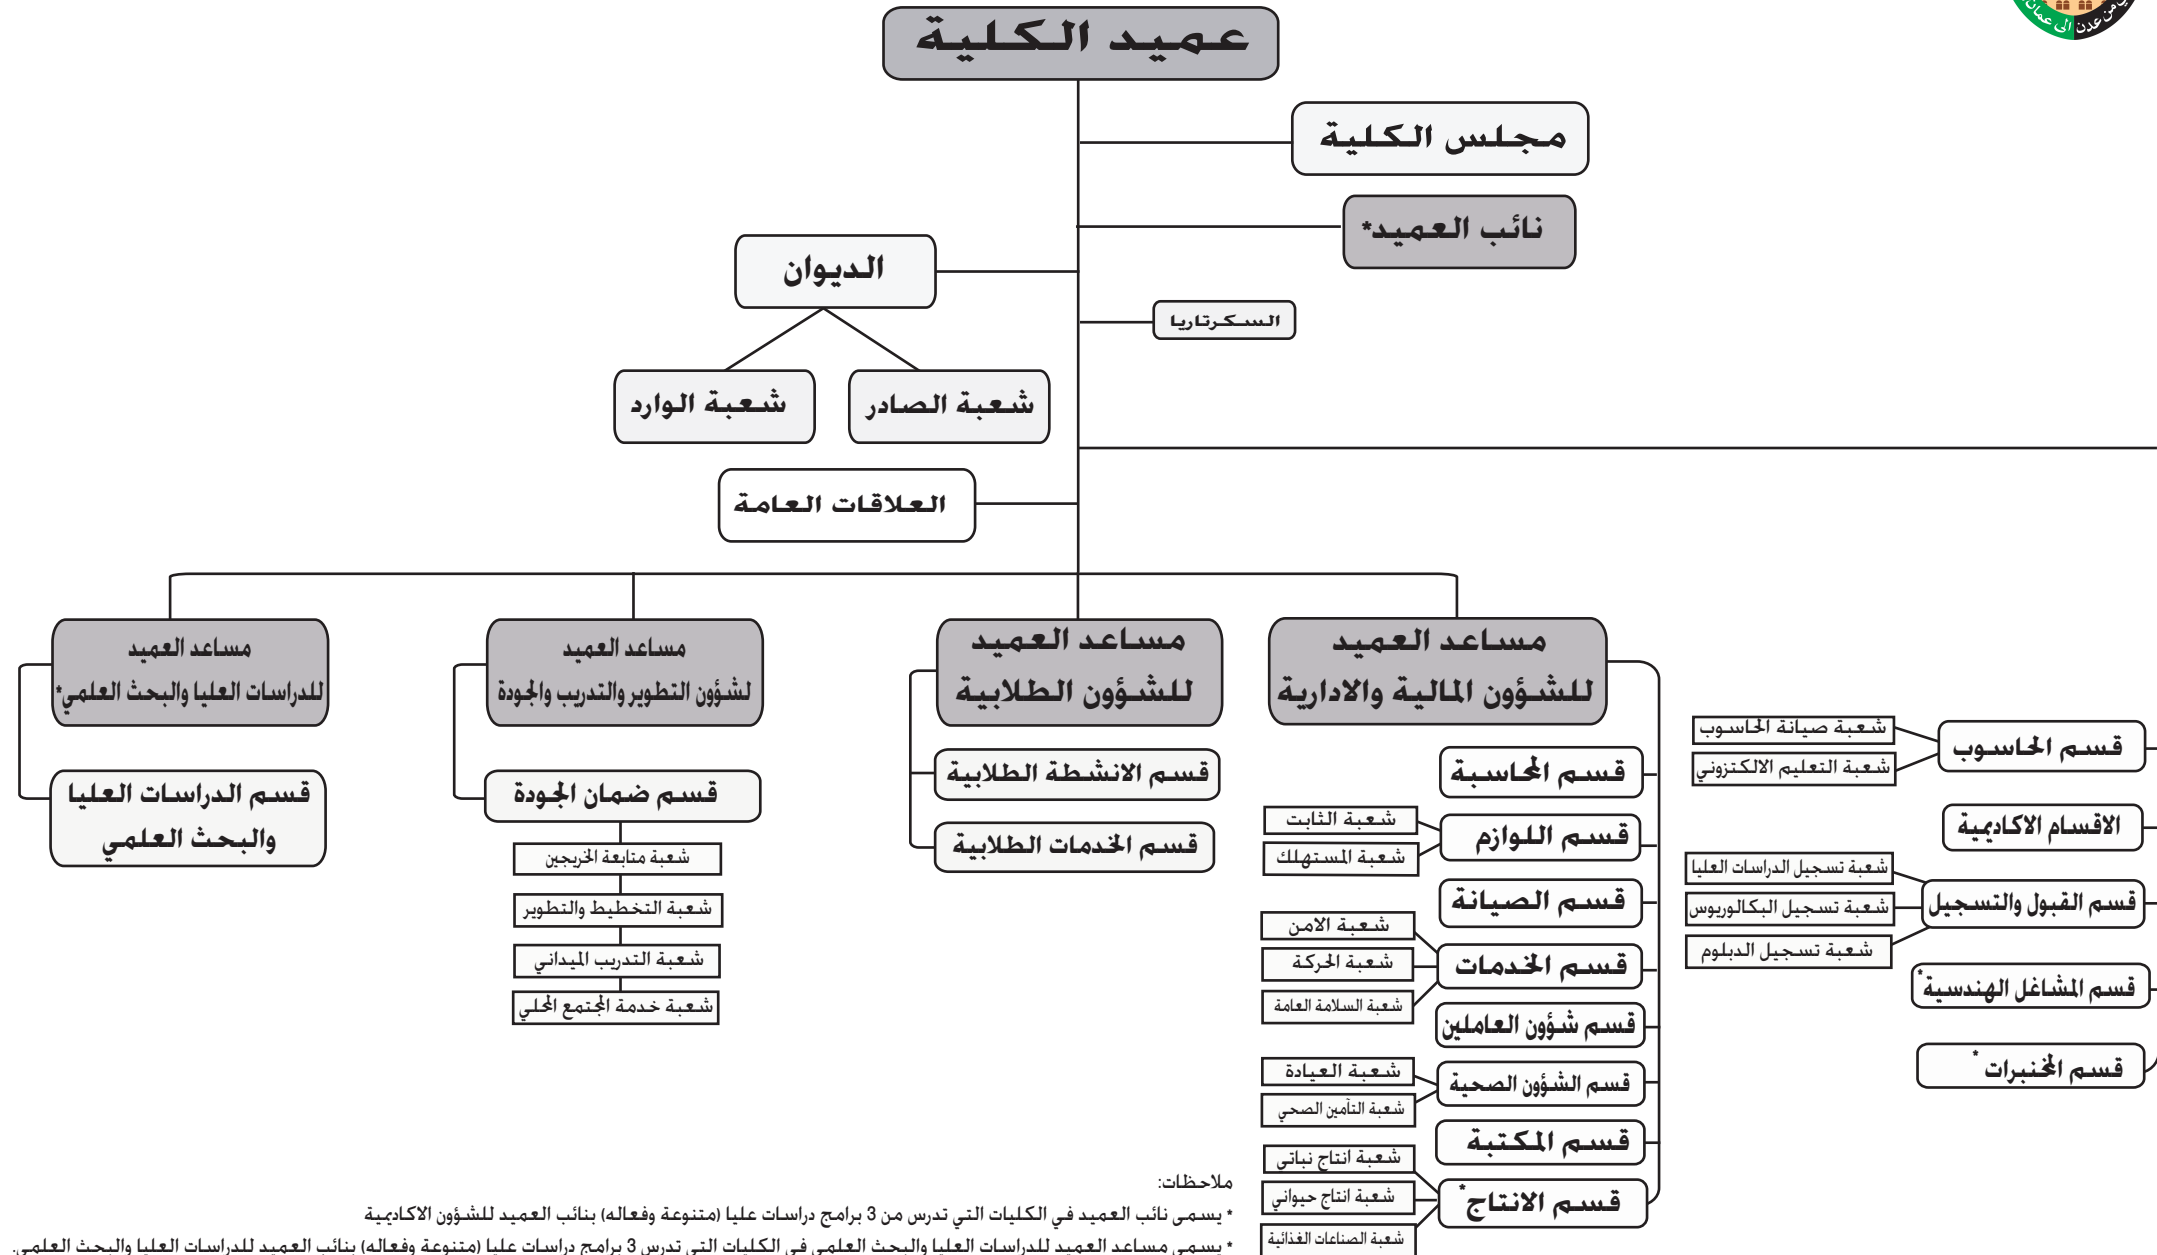 من عدن الى عمان
عميد الكلية
مجلس الكلية
نائب العميد*
الديوان
السكرتاريا
شعبة الصادر
شعبة الوارد
العلاقات العامة
مساعد العميد
للشؤون المالية والادارية
مساعد العميد
للشؤون الطلابية
مساعد العميد
لشؤون التطوير والتدريب والجودة
مساعد العميد
للدراسات العليا والبحث العلمي*
قسم الحاسوب
شعبة صيانة الحاسوب
شعبة التعليم الالكتزوني
الاقسام الاكاديمية
قسم القبول والتسجيل
شعبة تسجيل الدراسات العليا
شعبة تسجيل البكالوريوس
شعبة تسجيل الدبلوم
قسم المشاغل الهندسية*
قسم المختبرات *
قسم المحاسبة
قسم اللوازم
شعبة الثابت
شعبة المستهلك
قسم الصيانة
قسم الخدمات
شعبة الامن
شعبة الحركة
شعبة السلامة العامة
قسم شؤون العاملين
قسم الشؤون الصحية
شعبة العيادة
شعبة التأمين الصحي
قسم المكتبة
قسم الانتاج*
شعبة انتاج نباتى
شعبة انتاج حيواني
شعبة الصناعات الغذائية
قسم الانشطة الطلابية
قسم الخدمات الطلابية
قسم ضمان الجودة
شعبة متابعة الخريجين
شعبة التخطيط والتطوير
شعبة التدريب الميداني
شعبة خدمة المجتمع المحلي
قسم الدراسات العليا
والبحث العلمي
ملاحظات:
* يسمى نائب العميد في الكليات التي تدرس من 3 برامج دراسات عليا (متنوعة وفعاله) بنائب العميد للشؤون الاكاديمية
* يسمى مساعد العميد للدراسات العليا والبحث العلمي في الكليات التي تدرس 3 برامج دراسات عليا (متنوعة وفعاله) بنائب العميد للدراسات العليا والبحث العلمي.